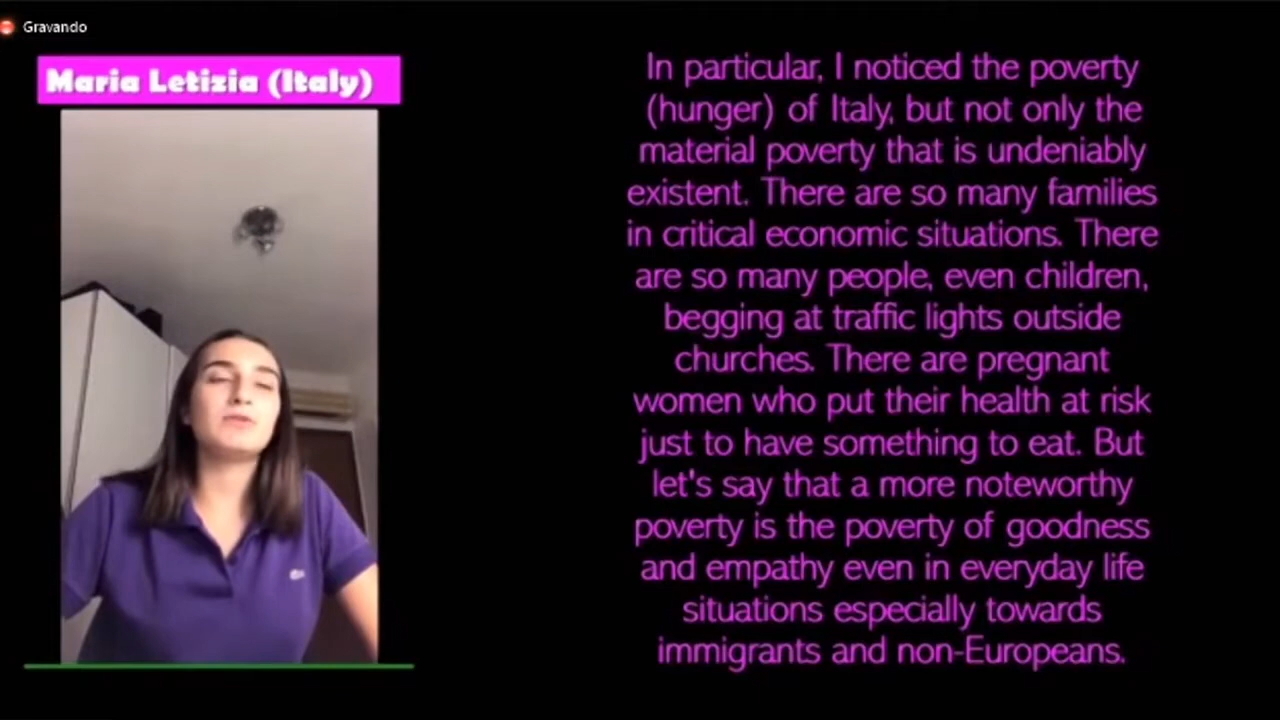 Gravando
Maria Letizia (Italy)
In particular, I noticed the poverty
(hunger) of Italy, but not only the
material poverty that is undeniably
existent. There are so many families
in critical economic situations. There
are so many people, even children,
begging at traffic lights outside
churches. There are pregnant
women who put their health at risk
just to have something to eat. But
let's say that a more noteworthy
poverty is the poverty of goodness
and empathy even in everyday life
situations especially towards
immigrants and non-Europeans.